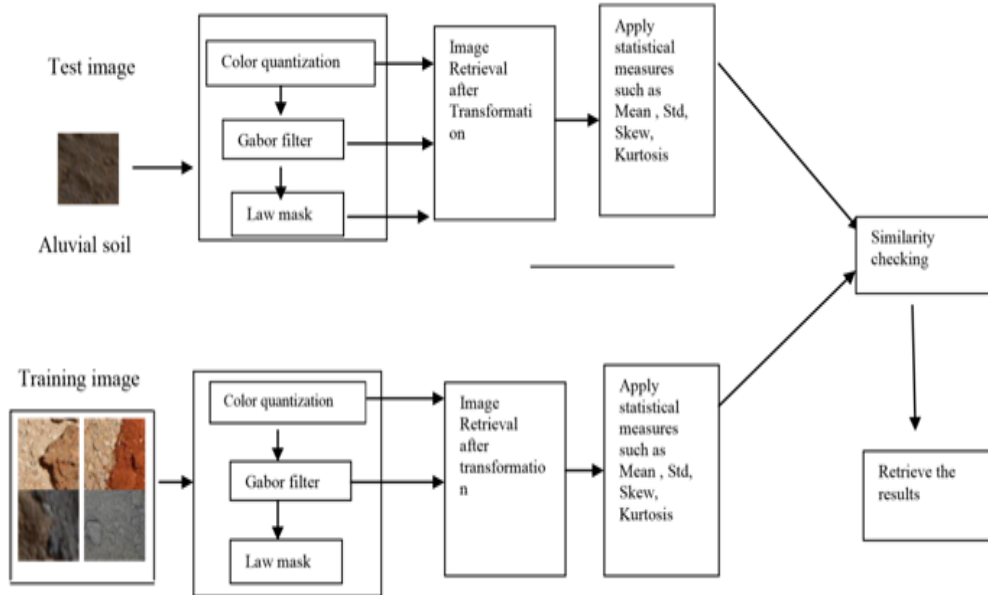 Test image
Aluvial soil
Color quantization
Gabor filter
Law mask
Image
Retrieval
after
Transformati
on
Apply
statistical
measures
such as
Mean , Std,
Skew,
Kurtosis
Similarity
checking
Training image
Color quantization
Gabor filter
Law mask
Image
Retrieval
after
transformatio
n
Apply
statistical
measures
such as
Mean , Std,
Skew,
Kurtosis
Retrieve the
results